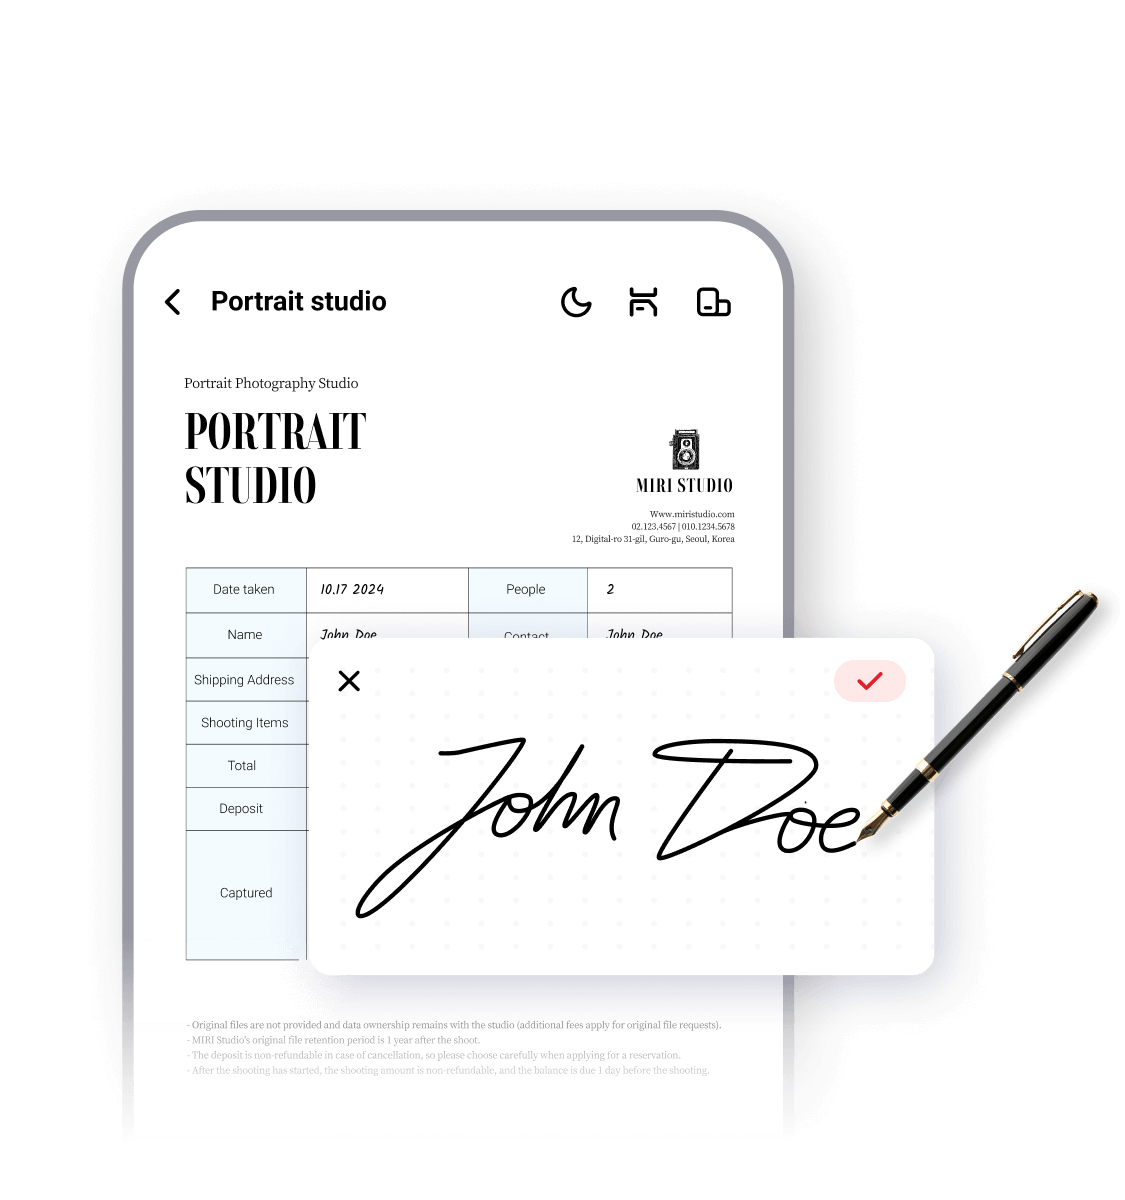 Portrait studio
Portrait Photography Studio
PORTRAIT
STUDIO
MIRI STUDIO
Www.miristudio.com
02.123.4567 | 010.1234.5678
12, Digital-ro 31-gil, Guro-gu, Seoul, Korea
Date taken 10.17 2024 People 2
Name John Doe Contact John Doe
Shipping Address
Shooting Items
Total
Deposit
Captured
John Doe
- Original files are not provided and data ownership remains with the studio (additional fees apply for original file requests).
- MIRI Studio's original file retention period is 1 year after the shoot.
- The deposit is non-refundable in case of cancellation, so please choose carefully when applying for a reservation.
- After the shooting has started, the shooting amount is non-refundable, and the balance is due 1 day before the shooting.